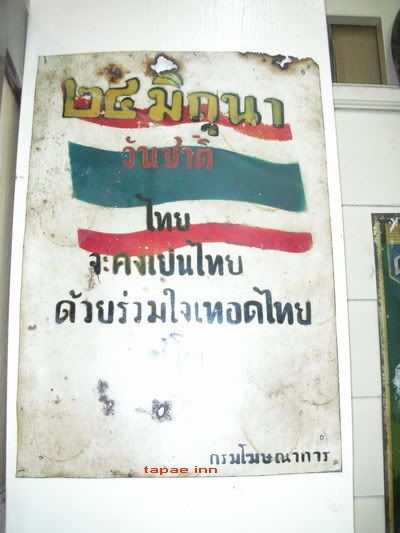 ๒๔ มิถุนา
วันชาติ
ไทย
จะคงเป็นไทย
ด้วยร่วมใจเทอดไทย
กรมโฆษณาการ
tapae inn